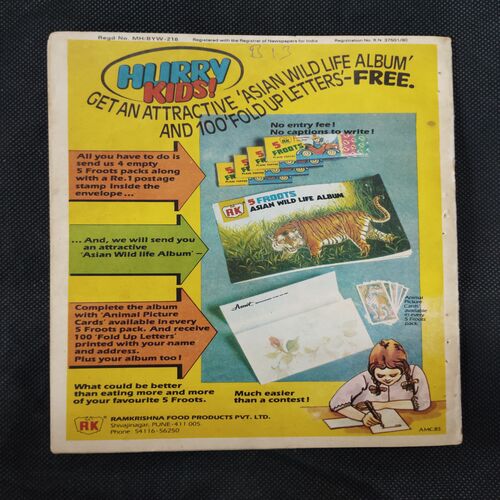 Regd No. MH/BYW-216 Registered with the Registrar of Newspapers for India Registration No. R.N. 37501/80
813
HURRY
KIDS!
GET AN ATTRACTIVE 'ASIAN WILD LIFE ALBUM'
AND 100 'FOLD UP LETTERS'-FREE.
No entry fee!
No captions to write!
All you have to do is
send us 4 empty
5 Froots packs along
with a Re.1 postage
stamp inside the
envelope ...
5
FROOTS
RK
5 FROOTS
ASIAN WILD LIFE ALBUM
... And, we will send you
an attractive
'Asian Wild life Album' –
Complete the album
with 'Animal Picture
Cards' available in every
5 Froots pack. And receive
100 'Fold Up Letters'
printed with your name
and address.
Plus your album too!
Animal
Picture
Cards
available
in every
5 Froots
pack.
What could be better
than eating more and more
of your favourite 5 Froots.
Much easier
than a contest!
RK
RAMKRISHNA FOOD PRODUCTS PVT. LTD.
Shivajinagar, PUNE-411 005.
Phone: 54116-56250
AMC.85